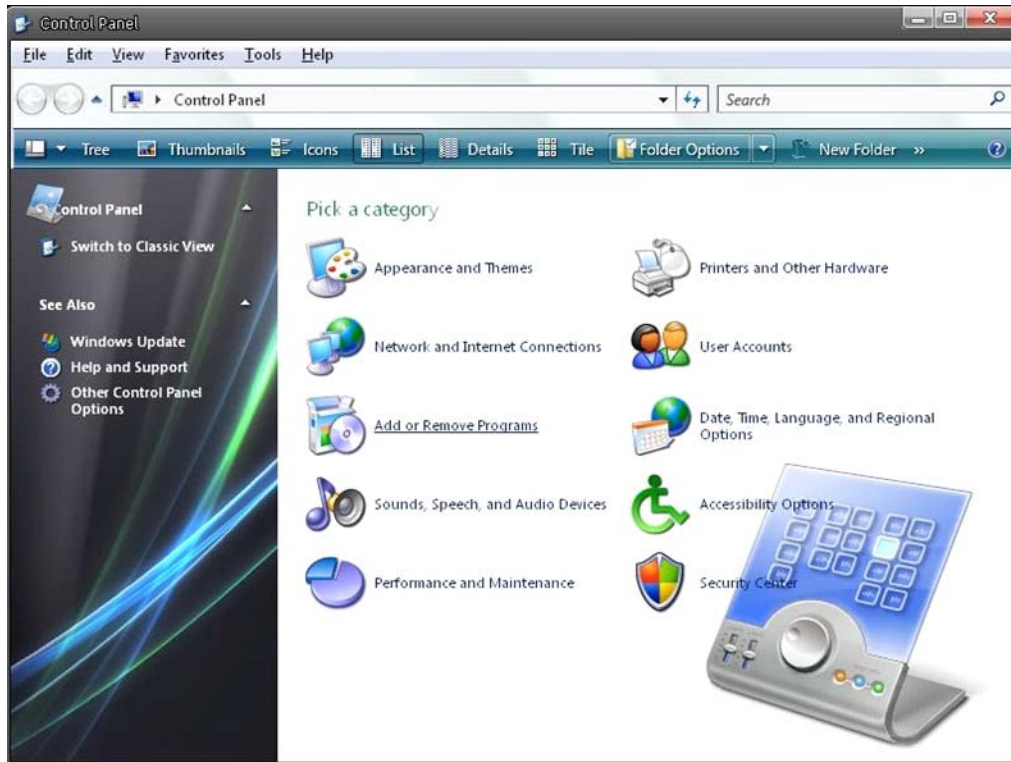 Control Panel
File Edit View Favorites Tools Help
Control Panel
Search
Tree Thumbnails Icons List Details Tile Folder Options New Folder »
Control Panel
Switch to Classic View
See Also
Windows Update
Help and Support
Other Control Panel
Options
Pick a category
Appearance and Themes
Printers and Other Hardware
Network and Internet Connections
User Accounts
Add or Remove Programs
Date, Time, Language, and Regional
Options
Sounds, Speech, and Audio Devices
Accessibility Options
Performance and Maintenance
Security Center